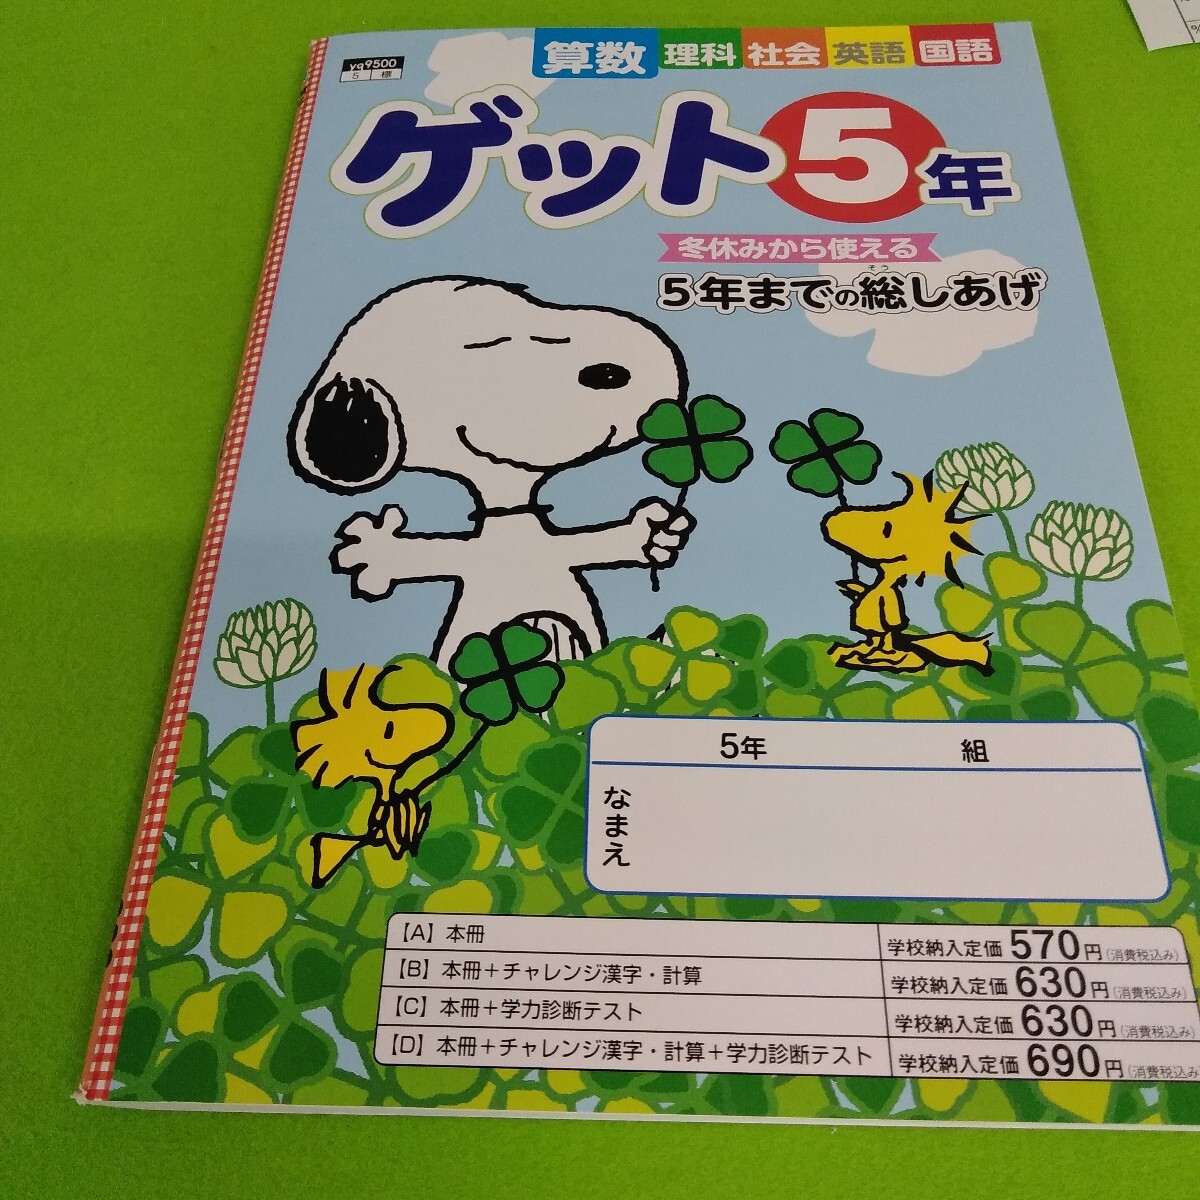 yq9500
5 標
算数 理科 社会 英語 国語
ゲット5年
冬休みから使える
そう
5年までの総しあげ
5年 組
なまえ
【A】本冊 学校納入定価 570円(消費税込み)
【B】本冊+チャレンジ漢字・計算 学校納入定価 630円(消費税込み)
【C】本冊+学力診断テスト 学校納入定価 630円(消費税込み)
【D】本冊+チャレンジ漢字・計算+学力診断テスト 学校納入定価 690円(消費税込み)